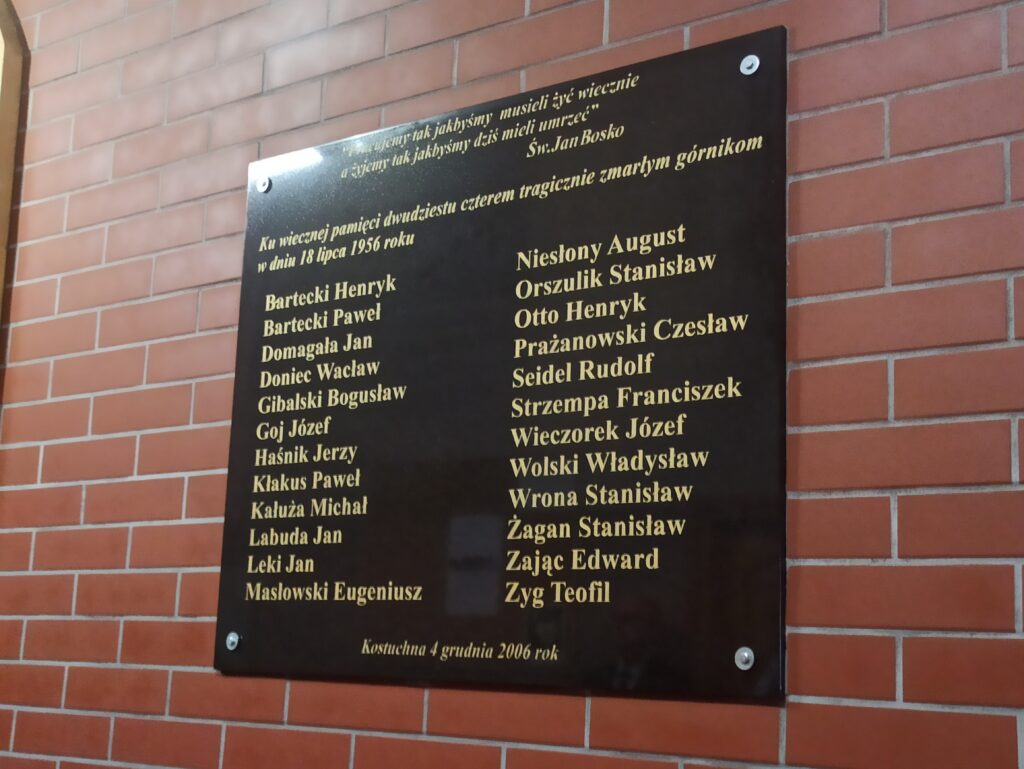 "Pracujemy tak jakbyśmy musieli żyć wiecznie
a żyjemy tak jakbyśmy dziś mieli umrzeć"
Św.Jan Bosko
Ku wiecznej pamięci dwudziestu czterem tragicznie zmarłym górnikom
w dniu 18 lipca 1956 roku
Bartecki Henryk
Bartecki Paweł
Domagała Jan
Doniec Wacław
Gibalski Bogusław
Goj Józef
Haśnik Jerzy
Kłakus Paweł
Kałuża Michał
Labuda Jan
Leki Jan
Masłowski Eugeniusz
Niesłony August
Orszulik Stanisław
Otto Henryk
Prażanowski Czesław
Seidel Rudolf
Strzempa Franciszek
Wieczorek Józef
Wolski Władysław
Wrona Stanisław
Żagan Stanisław
Zając Edward
Zyg Teofil
Kostuchna 4 grudnia 2006 rok